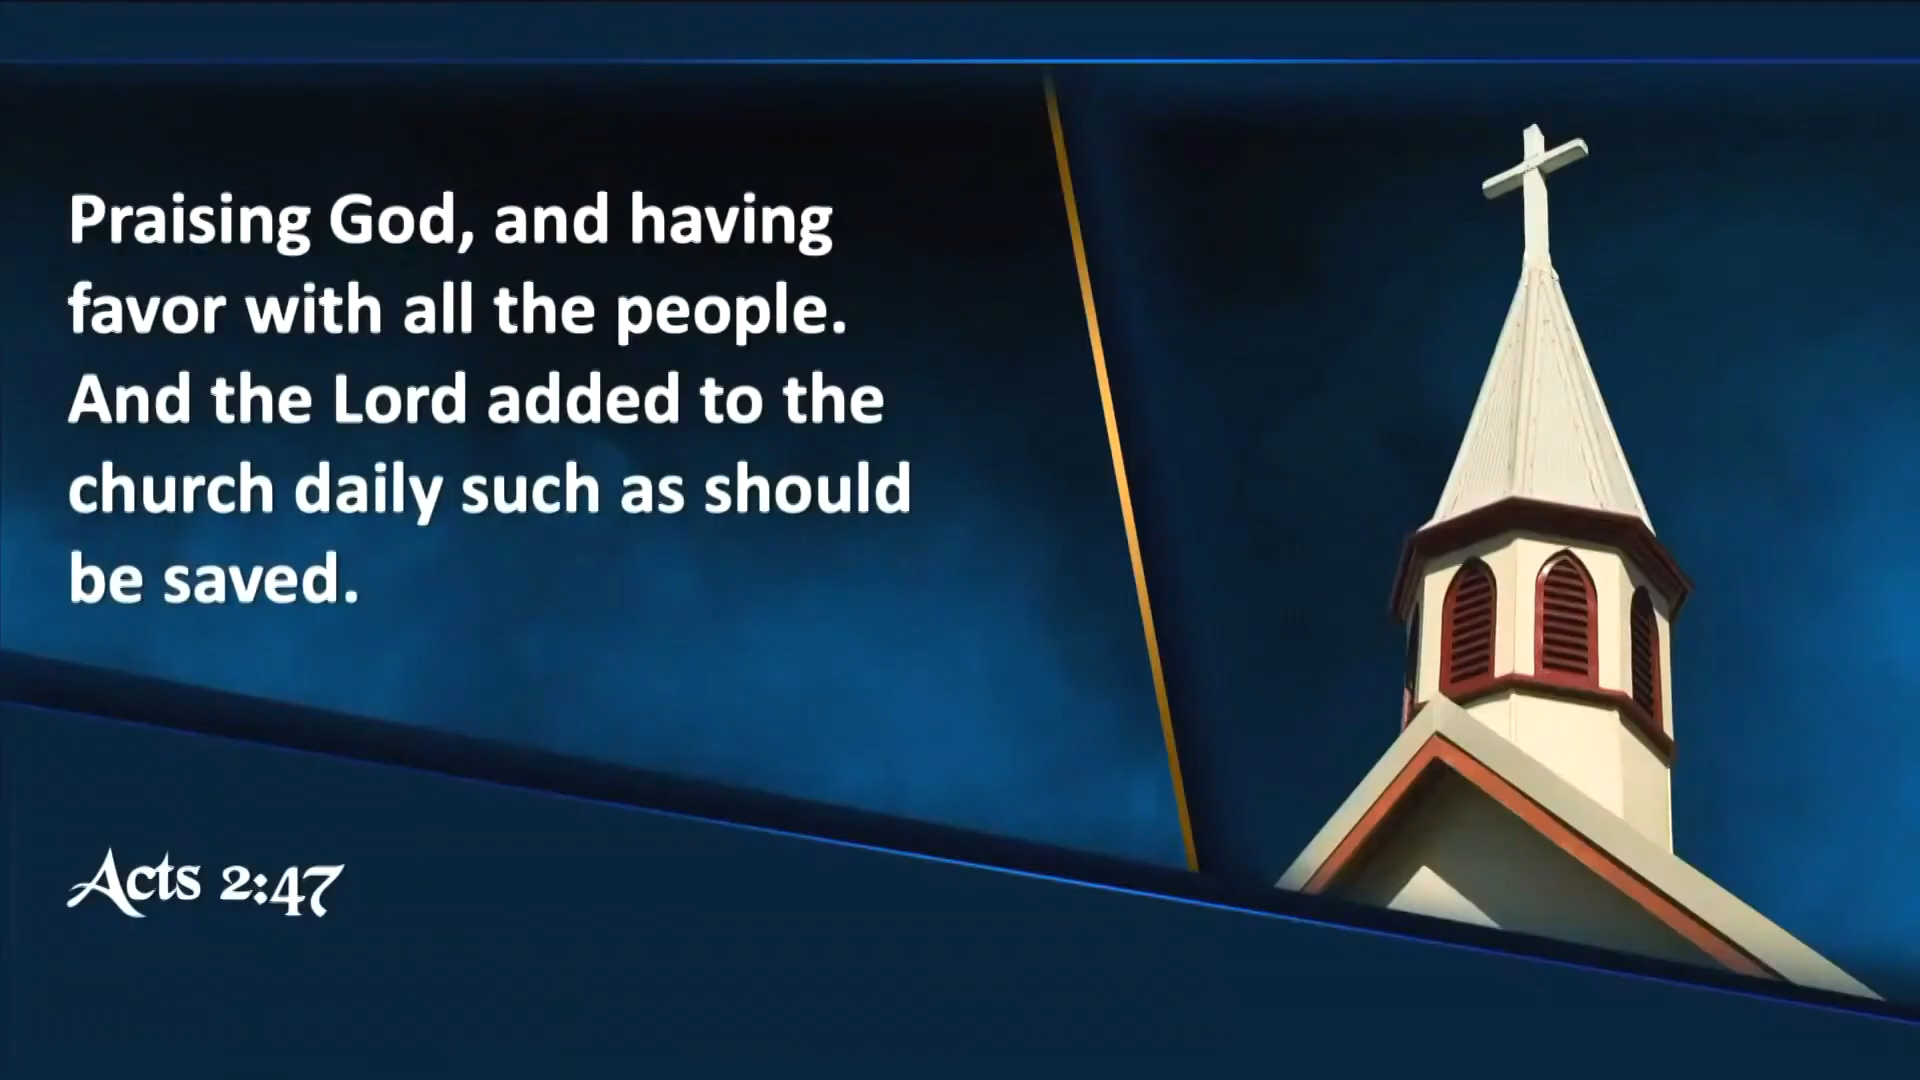 Praising God, and having
favor with all the people.
And the Lord added to the
church daily such as should
be saved.
Acts 2:47